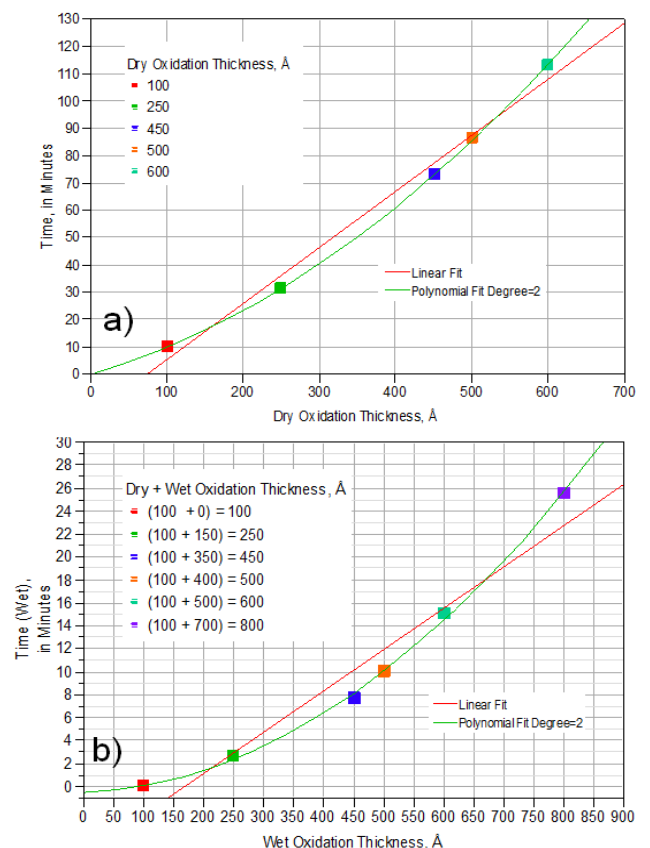 130
120
110
100
90
80
70
60
50
40
30
20
10
0
Time, in Minutes
Dry Oxidation Thickness, Å
100
250
450
500
600
Linear Fit
Polynomial Fit Degree=2
a)
0 100 200 300 400 500 600 700
Dry Oxidation Thickness, Å
30
28
26
24
22
20
18
16
14
12
10
8
6
4
2
0
Time (Wet),
in Minutes
Dry + Wet Oxidation Thickness, Å
(100 + 0) = 100
(100 + 150) = 250
(100 + 350) = 450
(100 + 400) = 500
(100 + 500) = 600
(100 + 700) = 800
Linear Fit
Polynomial Fit Degree=2
b)
0 50 100 150 200 250 300 350 400 450 500 550 600 650 700 750 800 850 900
Wet Oxidation Thickness, Å